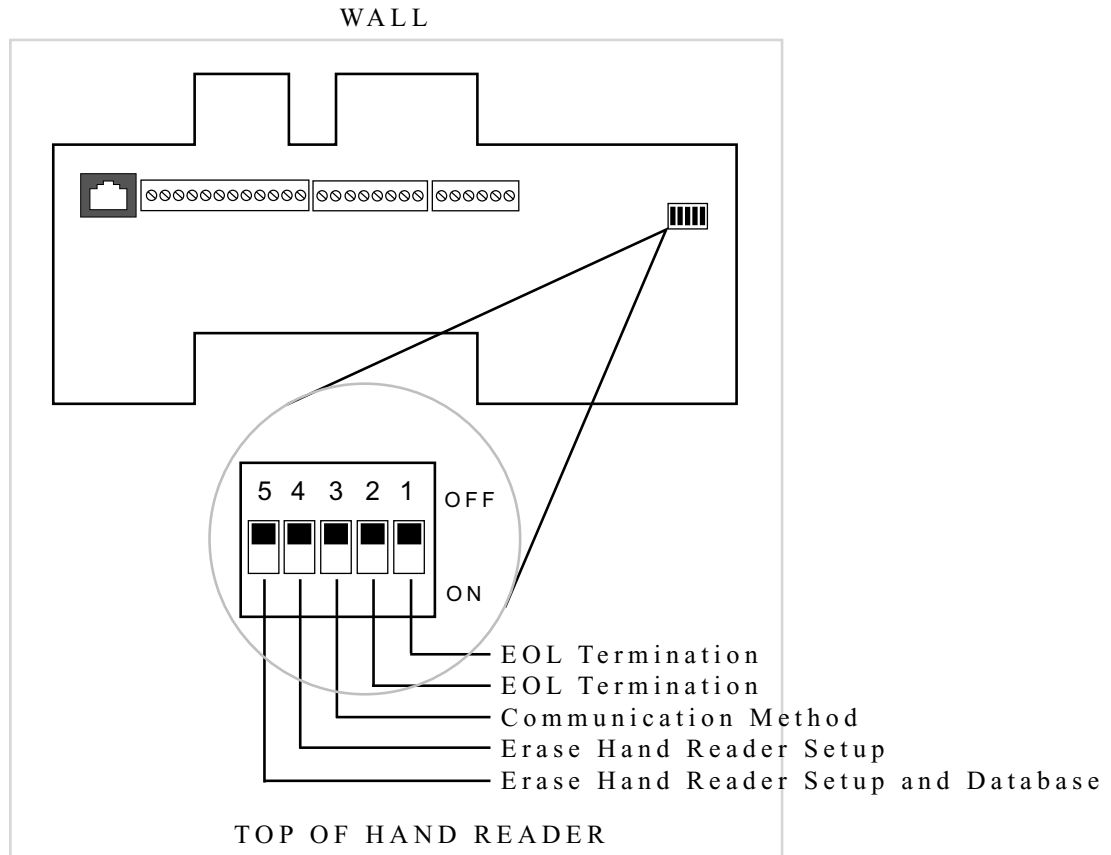 WALL
5 4 3 2 1
OFF
ON
EOL Termination
EOL Termination
Communication Method
Erase Hand Reader Setup
Erase Hand Reader Setup and Database
TOP OF HAND READER